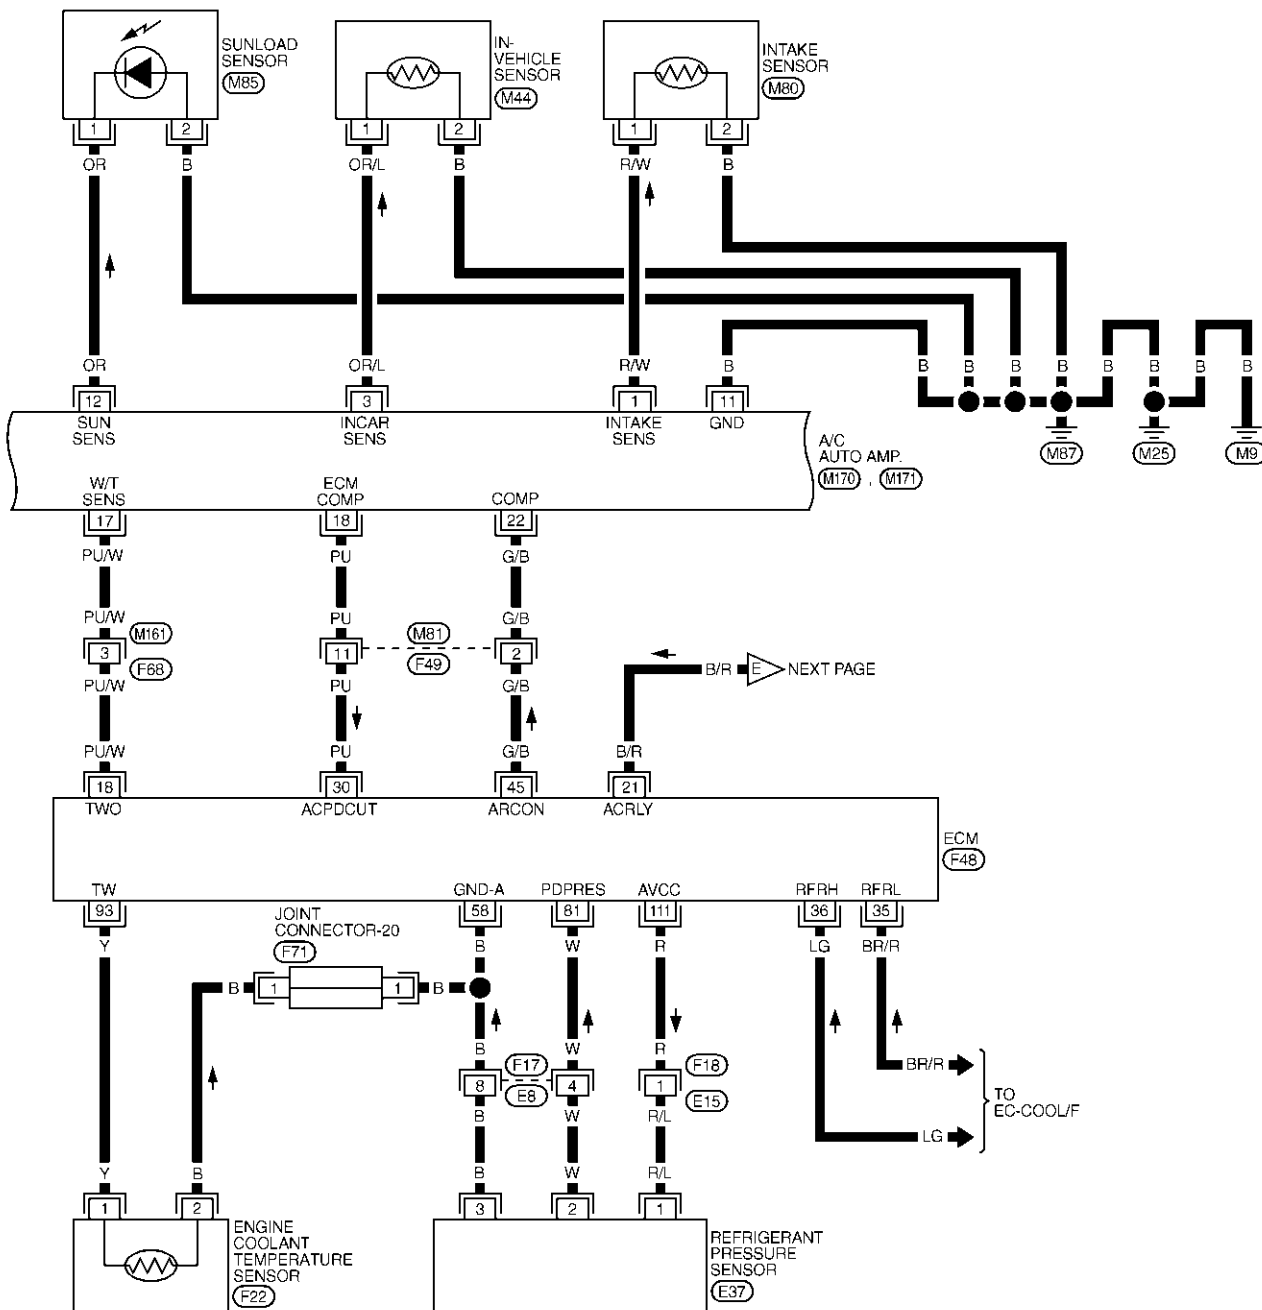 SUNLOAD
SENSOR
M85
IN-
VEHICLE
SENSOR
M44
INTAKE
SENSOR
M80
1 2 1 2 1 2
OR B OR/L B R/W B
OR OR/L R/W B B B B B B B B B
12 3 1 11
SUN
SENS
INCAR
SENS
INTAKE
SENS
GND
M87 M25 M9
A/C
AUTO AMP.
M170 , M171
W/T
SENS
ECM
COMP
COMP
17 18 22
PU/W PU G/B
PU/W PU G/B
M161
3
F68
11
M81
F49
2
PU/W PU G/B
B/R E NEXT PAGE
PU/W PU G/B B/R
18 30 45 21
TWO ACPDCUT ARCON ACRLY
ECM
F48
TW GND-A PDPRES AVCC RFRH RFRL
93 58 81 111 36 35
JOINT
CONNECTOR-20
F71
Y B W R LG BR/R
B 1 1 B
B W R
8
F17
E8
4
1
F18
E15
BR/R
TO
EC-COOL/F
LG
B W R/L
Y B B W R/L
1 2 3 2 1
ENGINE
COOLANT
TEMPERATURE
SENSOR
F22
REFRIGERANT
PRESSURE
SENSOR
E37